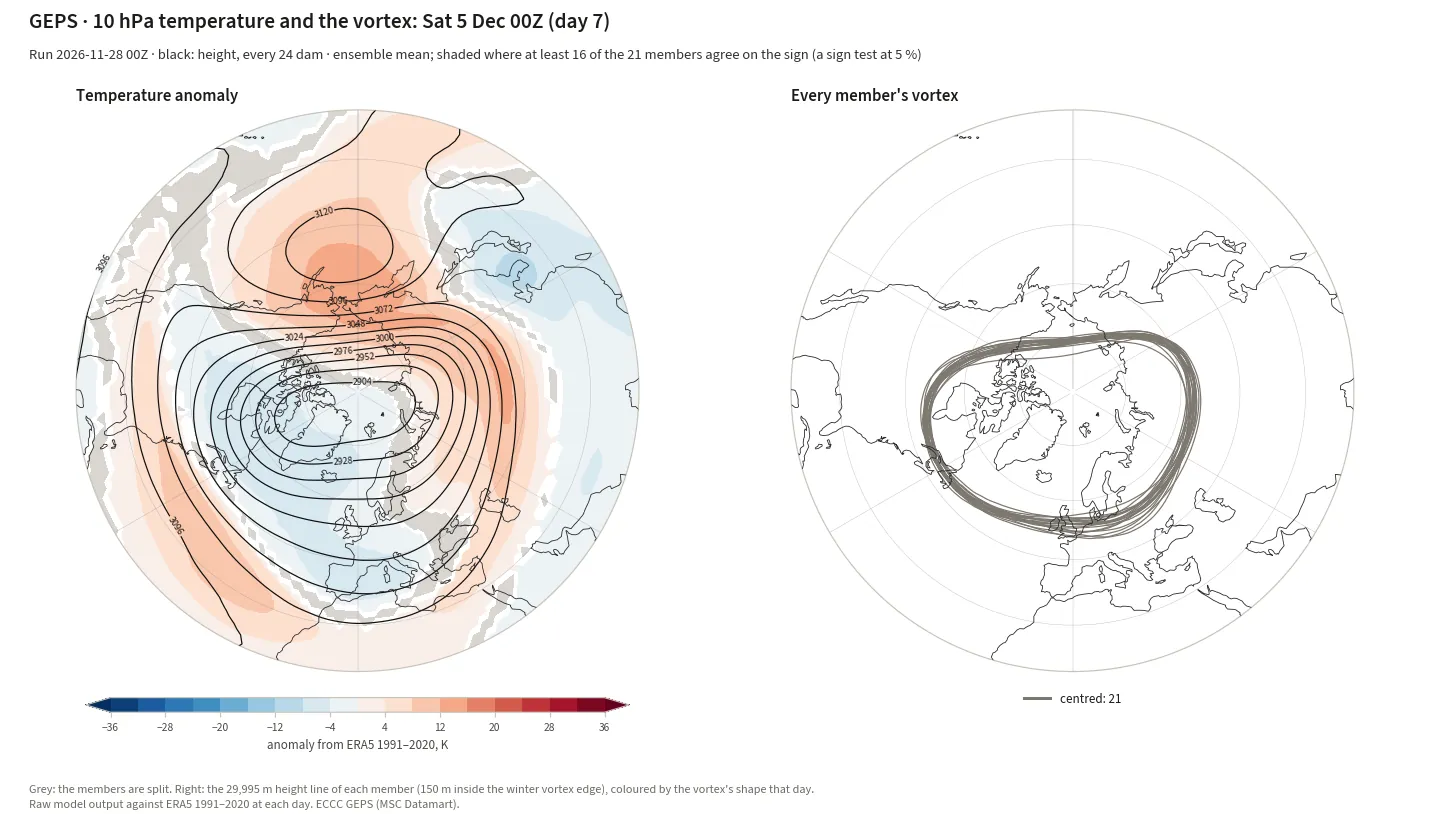 GEPS · 10 hPa temperature and the vortex: Sat 5 Dec 00Z (day 7)
Run 2026-11-28 00Z · black: height, every 24 dam · ensemble mean; shaded where at least 16 of the 21 members agree on the sign (a sign test at 5 %)
Temperature anomaly
Every member's vortex
3120
3096
3096
3072
3048
3024
3000
2976
2952
2904
2928
3096
centred: 21
−36
−28
−20
−12
−4
4
12
20
28
36
anomaly from ERA5 1991–2020, K
Grey: the members are split. Right: the 29,995 m height line of each member (150 m inside the winter vortex edge), coloured by the vortex's shape that day.
Raw model output against ERA5 1991–2020 at each day. ECCC GEPS (MSC Datamart).